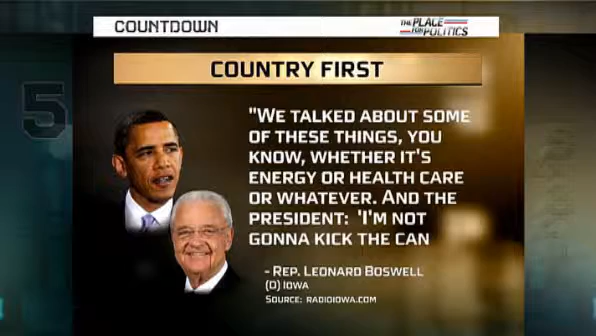 COUNTDOWN
THE PLACE
FOR POLITICS
COUNTRY FIRST
5
"WE TALKED ABOUT SOME
OF THESE THINGS, YOU
KNOW, WHETHER IT'S
ENERGY OR HEALTH CARE
OR WHATEVER. AND THE
PRESIDENT: 'I'M NOT
GONNA KICK THE CAN
- REP. LEONARD BOSWELL
(D) IOWA
SOURCE: RADIOIOWA.COM